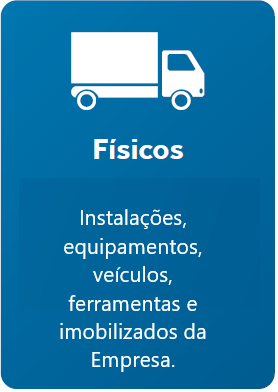 Físicos
Instalações,
equipamentos,
veículos,
ferramentas e
imobilizados da
Empresa.